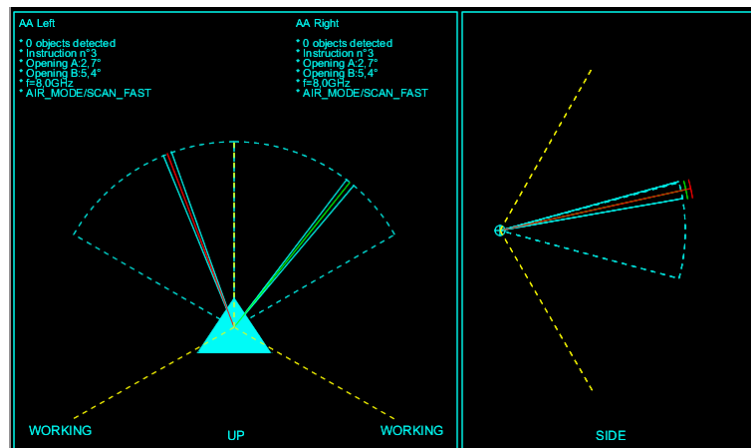 AA Left
* 0 objects detected
* Instruction n°3
* Opening A:2,7°
* Opening B:5,4°
* f=8,0GHz
* AIR_MODE/SCAN_FAST
AA Right
* 0 objects detected
* Instruction n°3
* Opening A:2,7°
* Opening B:5,4°
* f=8,0GHz
* AIR_MODE/SCAN_FAST
WORKING
UP
WORKING
SIDE